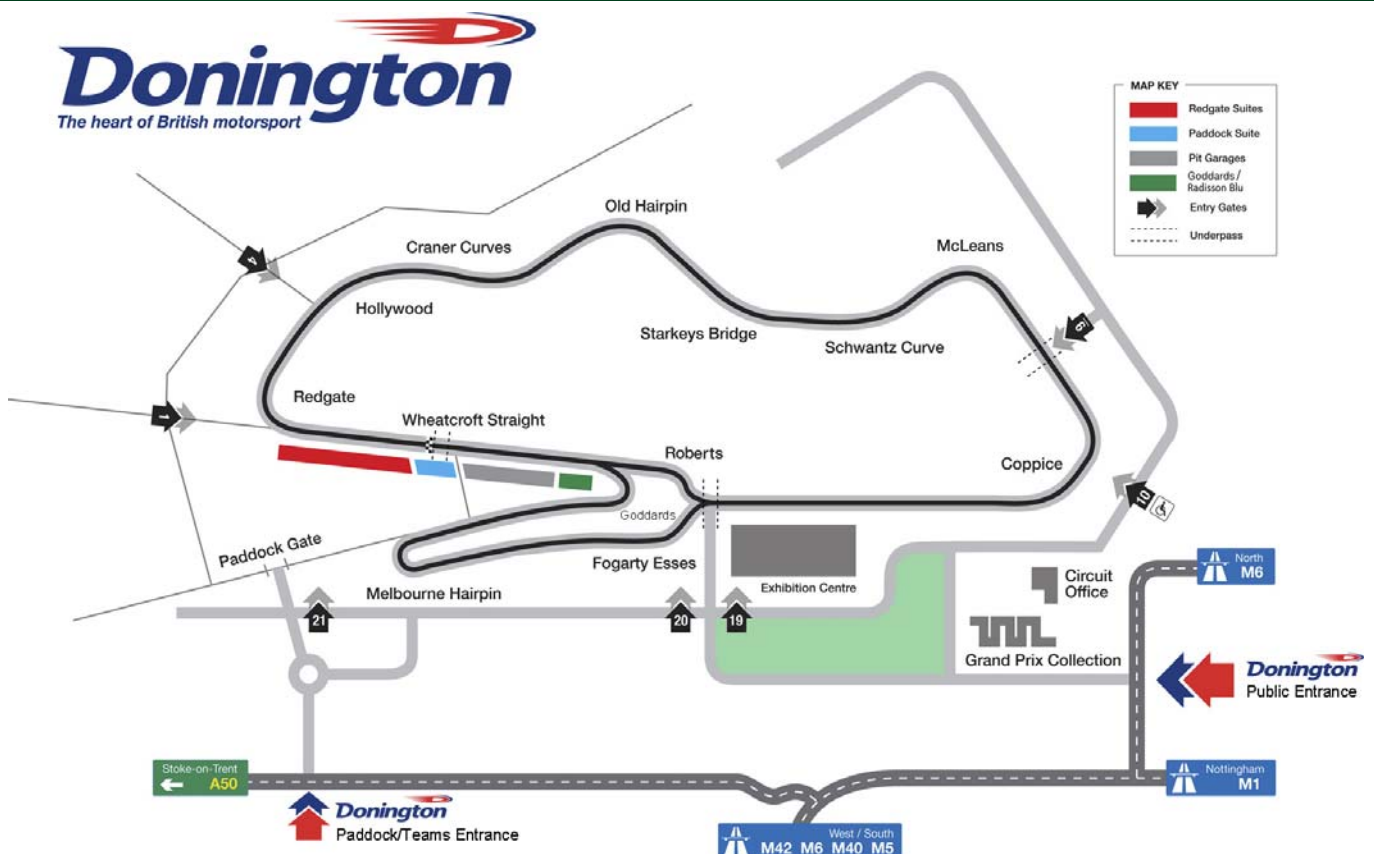 Donington
The heart of British motorsport
MAP KEY
Redgate Suites
Paddock Suite
Pit Garages
Goddards /
Radisson Blu
Entry Gates
Underpass
Old Hairpin
Craner Curves
McLeans
4
Hollywood
Starkeys Bridge
Schwantz Curve
9
Redgate
1
Wheatcroft Straight
Roberts
Coppice
10
Goddards
Paddock Gate
Fogarty Esses
Exhibition Centre
Melbourne Hairpin
21
20
19
Circuit
Office
North
M6
Grand Prix Collection
Donington
Public Entrance
Stoke-on-Trent
A50
Nottingham
M1
Donington
Paddock/Teams Entrance
West / South
M42 M6 M40 M5